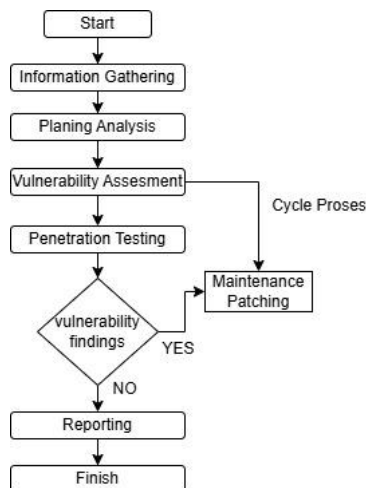 Start
Information Gathering
Planing Analysis
Vulnerability Assesment
Cycle Proses
Penetration Testing
Maintenance
Patching
vulnerability
findings
YES
NO
Reporting
Finish